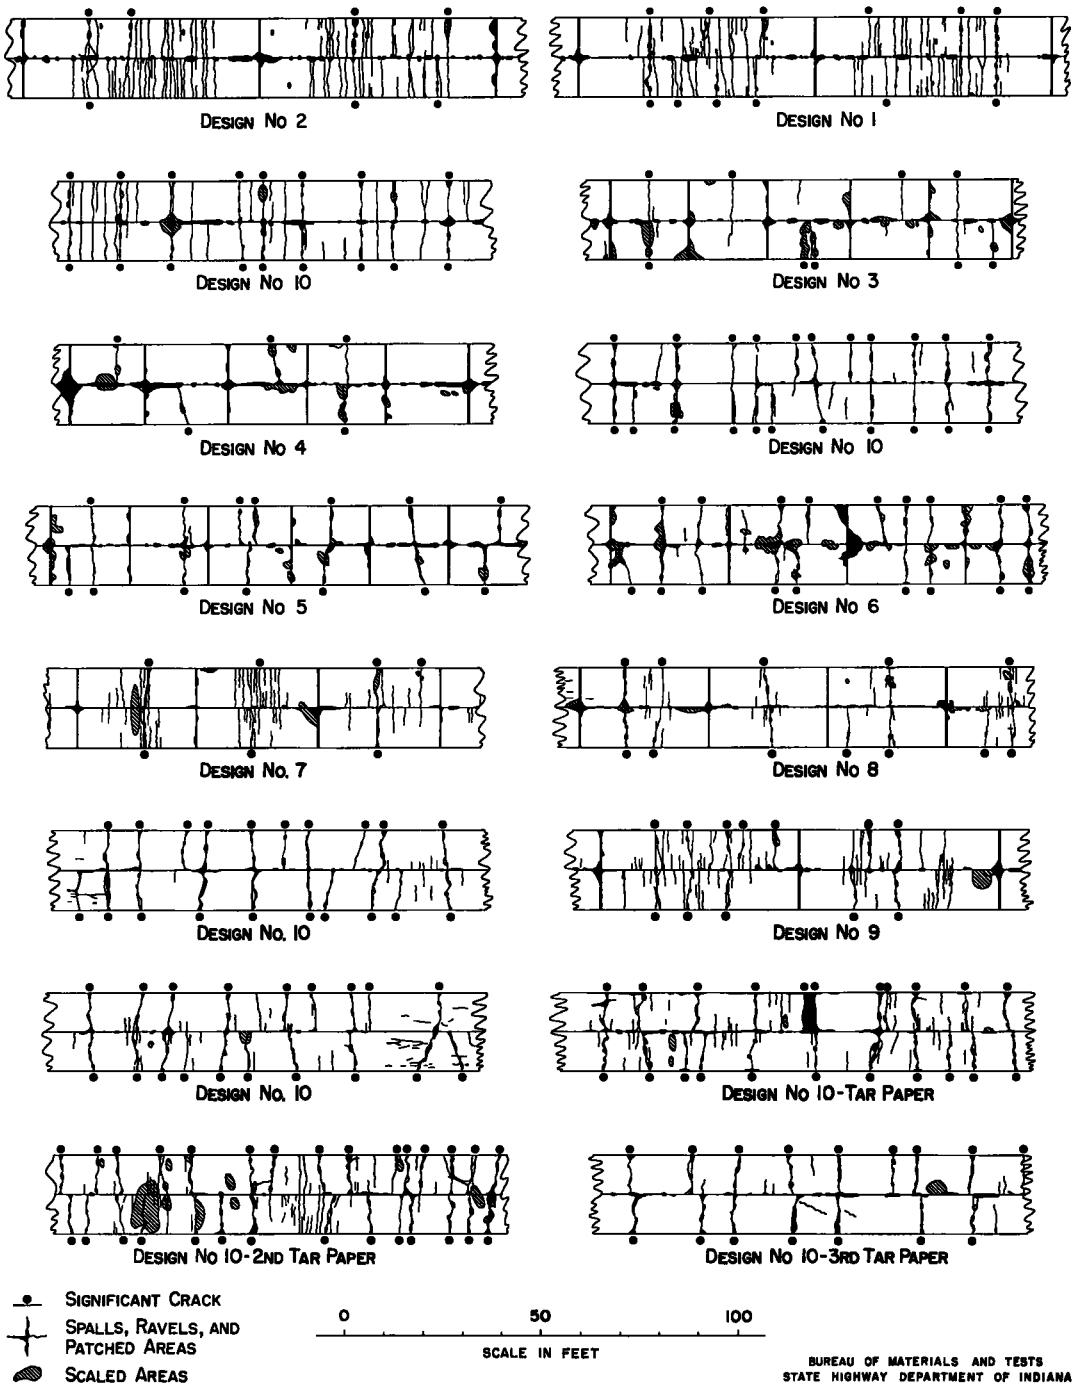 DESIGN No 2
DESIGN No 1
DESIGN No 10
DESIGN No 3
DESIGN No 4
DESIGN No 10
DESIGN No 5
DESIGN No 6
DESIGN No. 7
DESIGN No 8
DESIGN No. 10
DESIGN No 9
DESIGN No. 10
DESIGN No 10-TAR PAPER
DESIGN No 10-2ND TAR PAPER
DESIGN No 10-3RD TAR PAPER
SIGNIFICANT CRACK
SPALLS, RAVELS, AND
PATCHED AREAS
SCALED AREAS
0 50 100
SCALE IN FEET
BUREAU OF MATERIALS AND TESTS
STATE HIGHWAY DEPARTMENT OF INDIANA